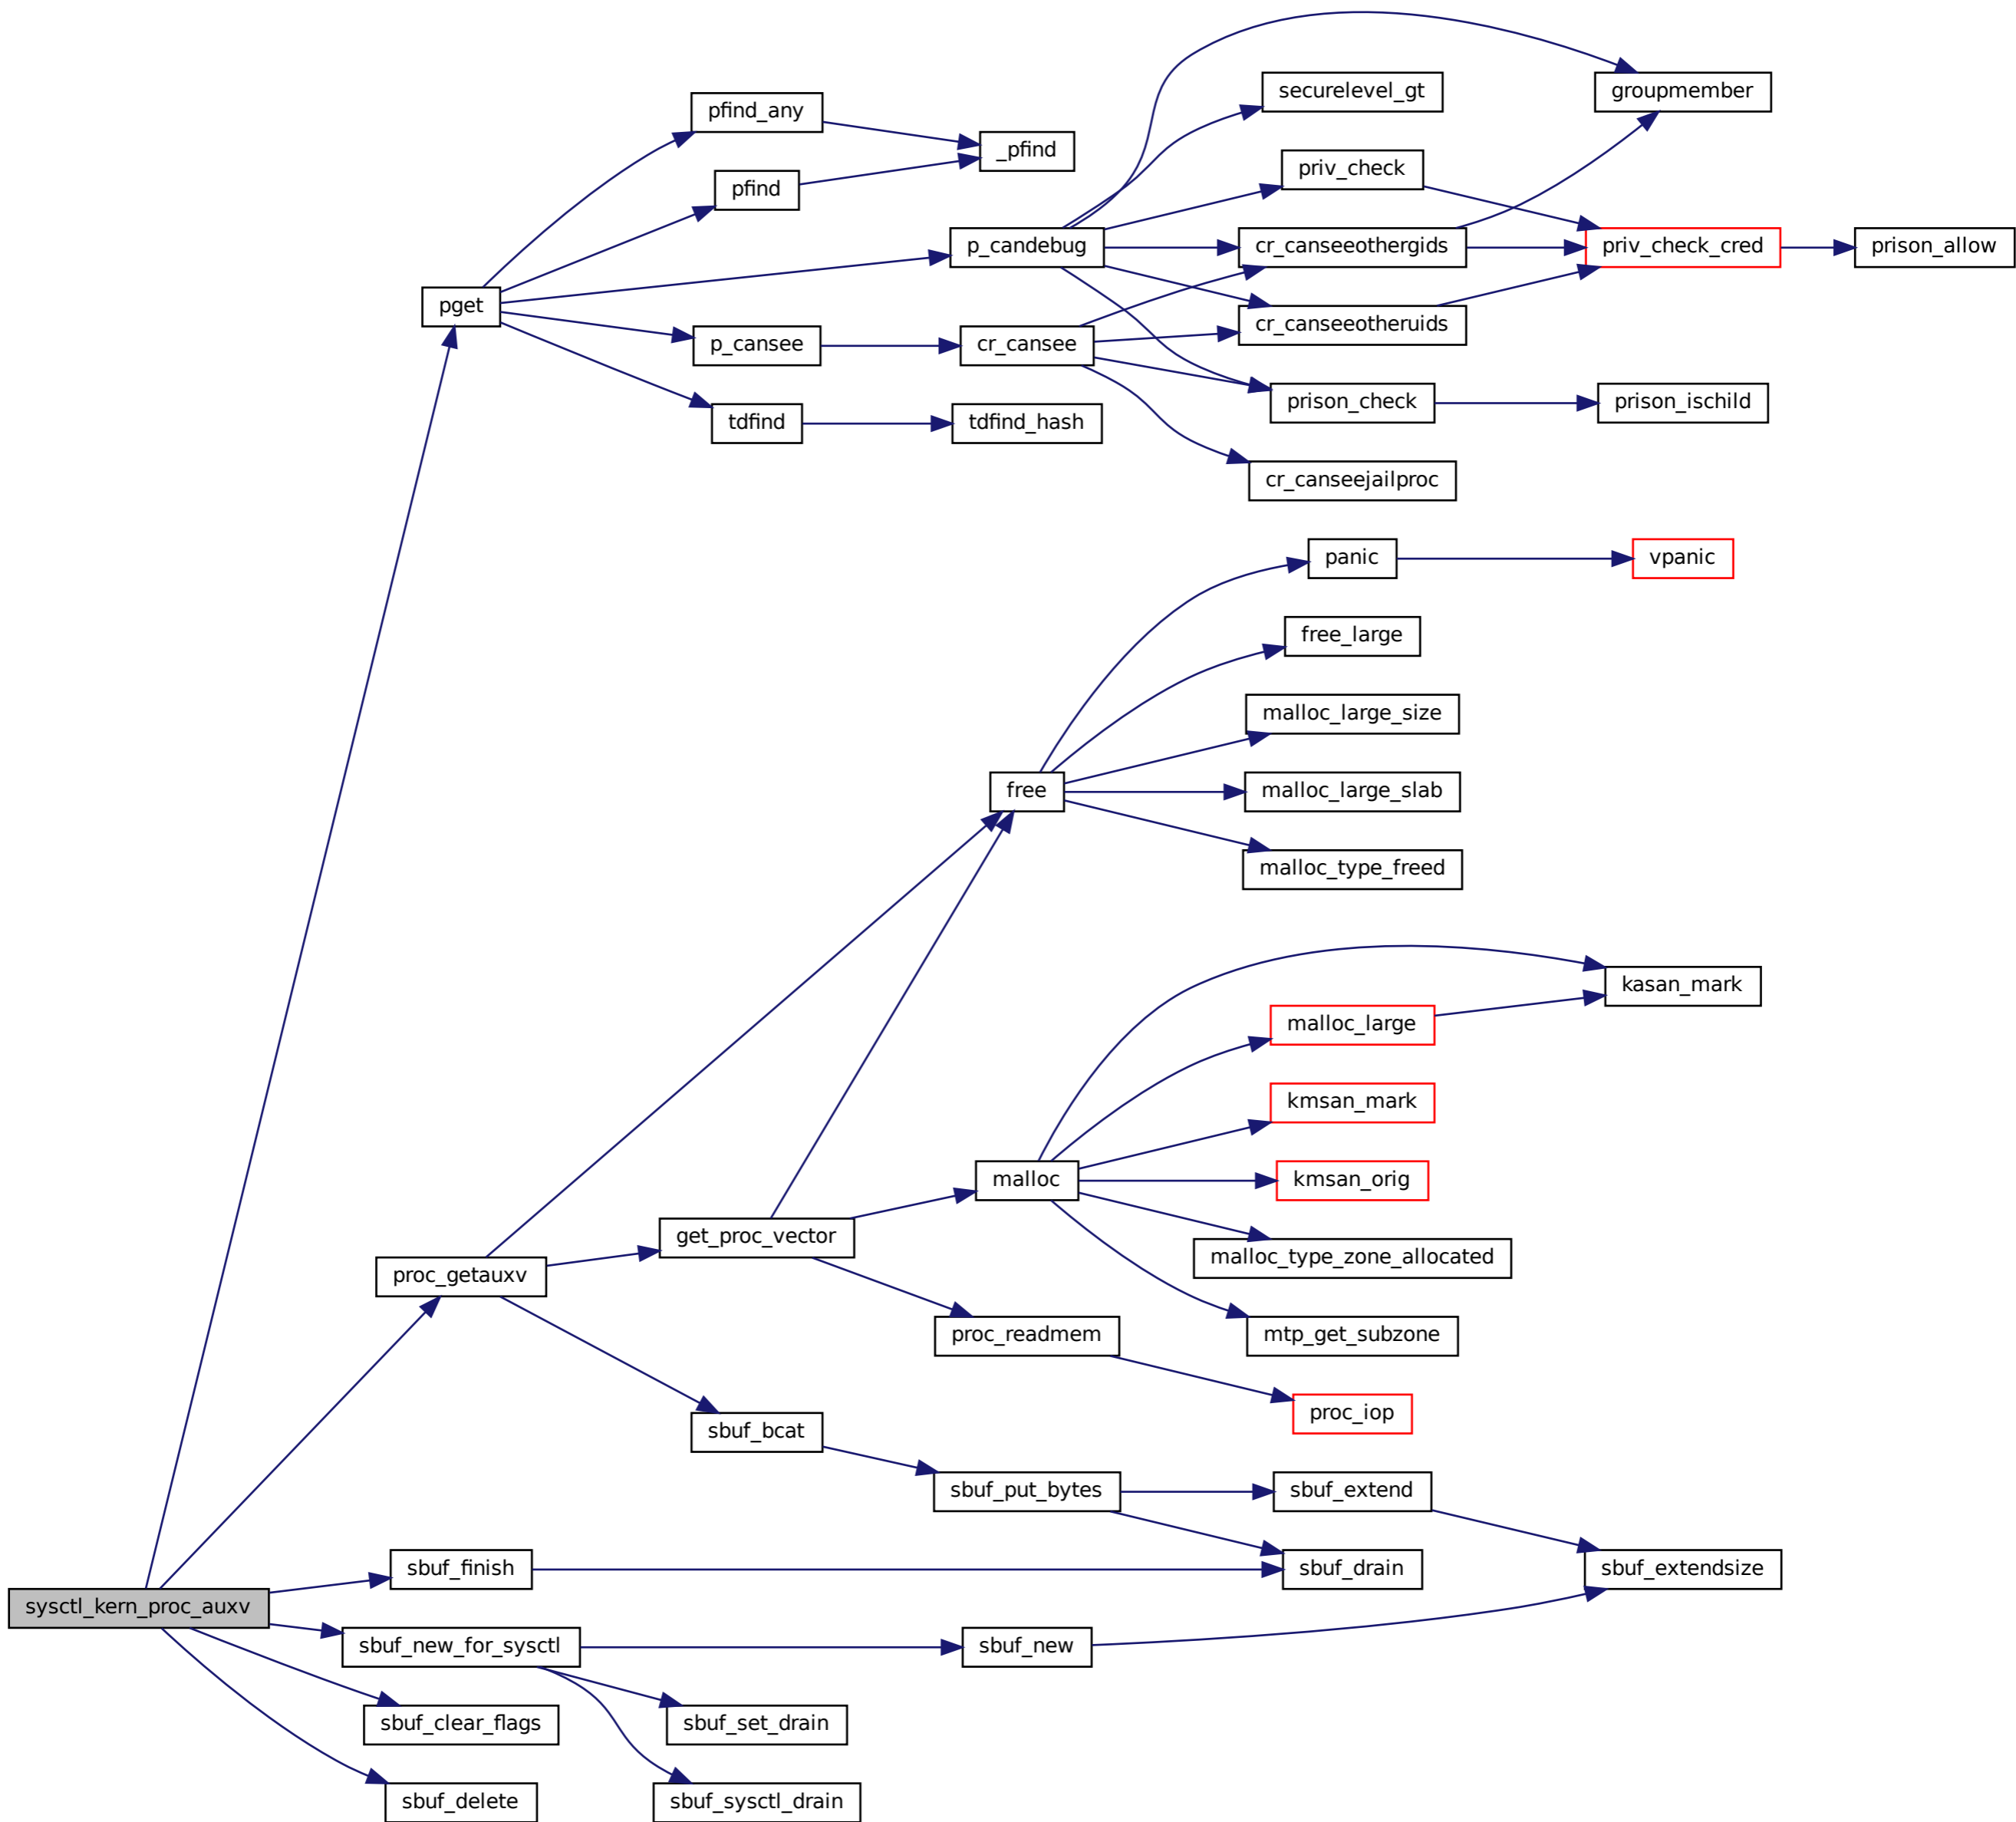 groupmember
securelevel_gt
pfind_any
_pfind
priv_check
pfind
p_candebug
cr_canseeothergids
priv_check_cred
prison_allow
pget
cr_canseeotheruids
p_cansee
cr_cansee
prison_check
prison_ischild
tdfind
tdfind_hash
cr_canseejailproc
panic
vpanic
free_large
malloc_large_size
free
malloc_large_slab
malloc_type_freed
kasan_mark
malloc_large
kmsan_mark
malloc
kmsan_orig
get_proc_vector
malloc_type_zone_allocated
proc_getauxv
proc_readmem
mtp_get_subzone
proc_iop
sbuf_bcat
sbuf_put_bytes
sbuf_extend
sbuf_finish
sbuf_drain
sbuf_extendsize
sysctl_kern_proc_auxv
sbuf_new_for_sysctl
sbuf_new
sbuf_clear_flags
sbuf_set_drain
sbuf_delete
sbuf_sysctl_drain